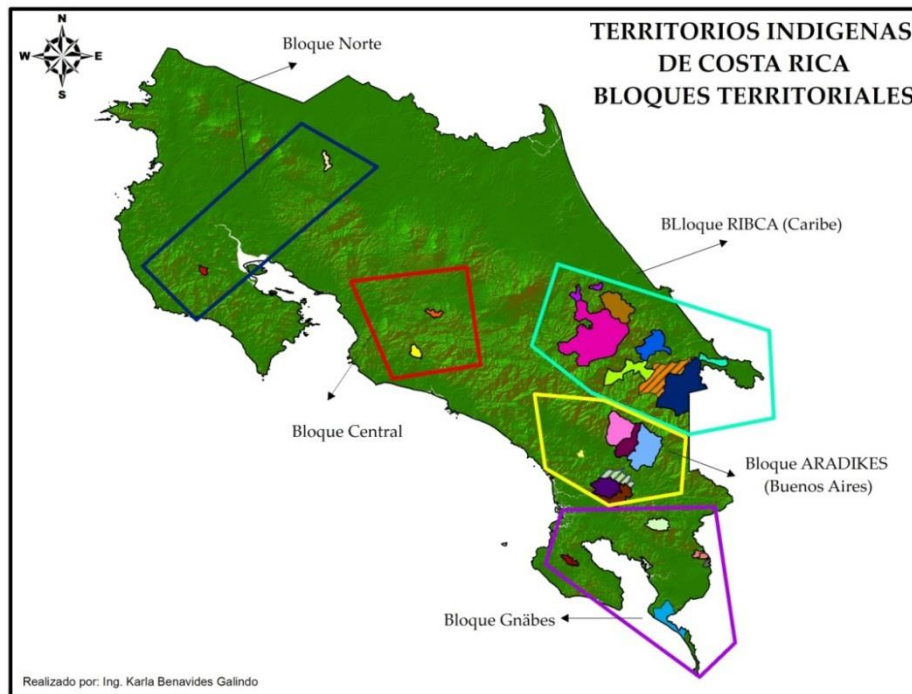 TERRITORIOS INDIGENAS
DE COSTA RICA
BLOQUES TERRITORIALES
N
W E
S
Bloque Norte
BLloque RIBCA (Caribe)
Bloque Central
Bloque ARADIKES
(Buenos Aires)
Bloque Gnäbes
Realizado por: Ing. Karla Benavides Galindo